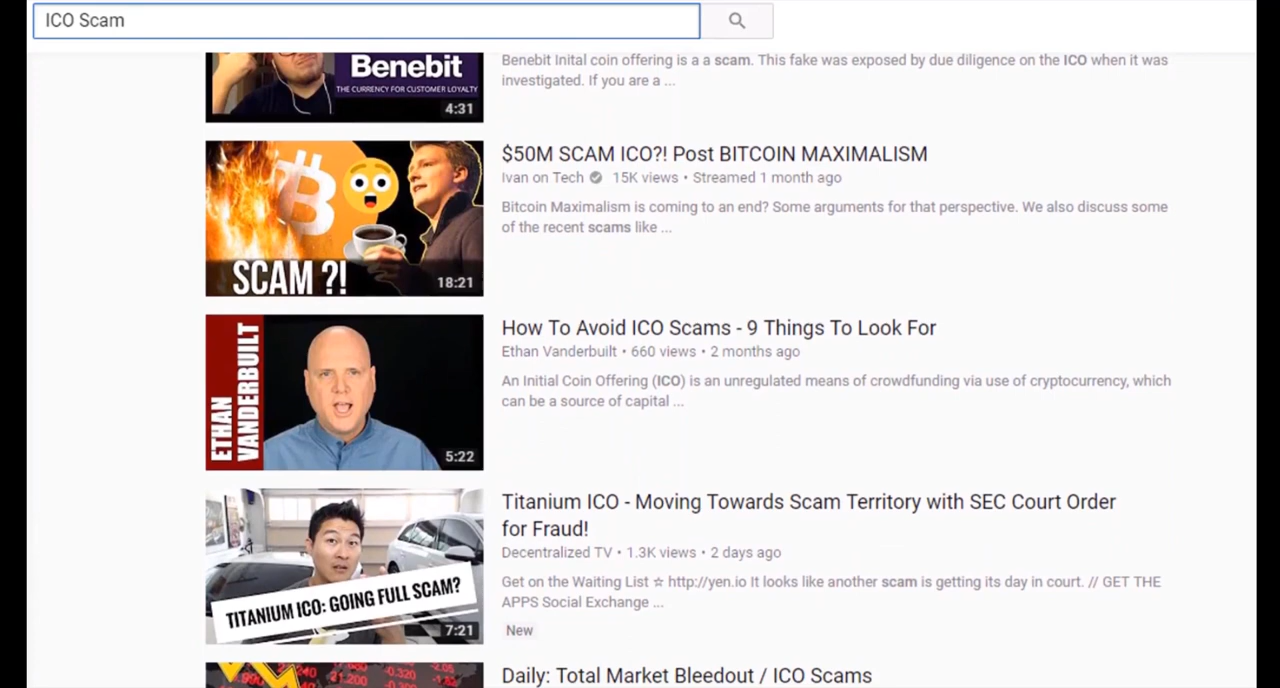 ICO Scam
Benebit
THE CURRENCY FOR CUSTOMER LOYALTY
4:31
Benebit Inital coin offering is a a scam. This fake was exposed by due diligence on the ICO when it was
investigated. If you are a ...
SCAM ?!
18:21
$50M SCAM ICO?! Post BITCOIN MAXIMALISM
Ivan on Tech 15K views • Streamed 1 month ago
Bitcoin Maximalism is coming to an end? Some arguments for that perspective. We also discuss some
of the recent scams like ...
ETHAN
VANDERBUILT
5:22
How To Avoid ICO Scams - 9 Things To Look For
Ethan Vanderbuilt • 660 views • 2 months ago
An Initial Coin Offering (ICO) is an unregulated means of crowdfunding via use of cryptocurrency, which
can be a source of capital ...
TITANIUM ICO: GOING FULL SCAM?
7:21
Titanium ICO - Moving Towards Scam Territory with SEC Court Order
for Fraud!
Decentralized TV • 1.3K views • 2 days ago
Get on the Waiting List ☆ http://yen.io It looks like another scam is getting its day in court. // GET THE
APPS Social Exchange ...
New
21.200
-0.320
Daily: Total Market Bleedout / ICO Scams